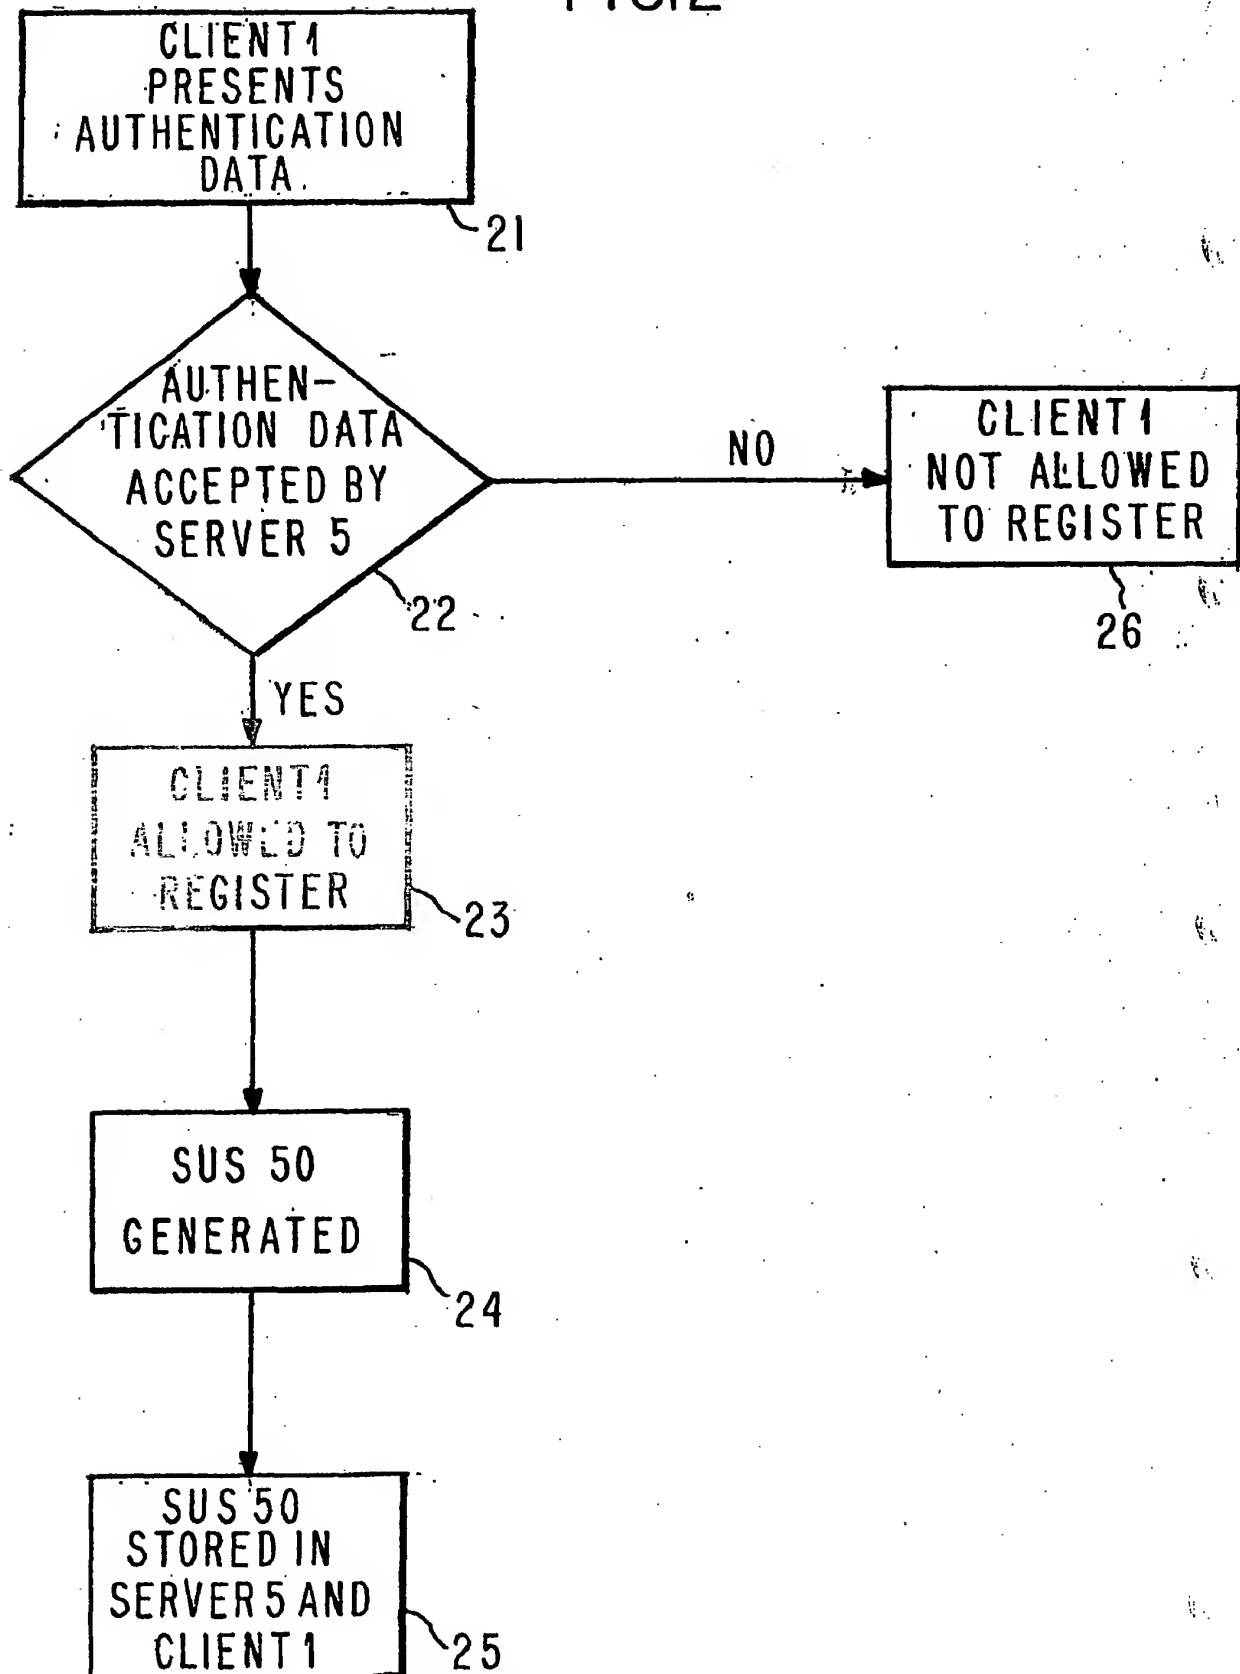 FIG.2
CLIENT 1
PRESENTS
AUTHENTICATION
DATA
21
AUTHEN-
TICATION DATA
ACCEPTED BY
SERVER 5
22
NO
CLIENT 1
NOT ALLOWED
TO REGISTER
26
YES
CLIENT 1
ALLOWED TO
REGISTER
23
SUS 50
GENERATED
24
SUS 50
STORED IN
SERVER 5 AND
CLIENT 1
25